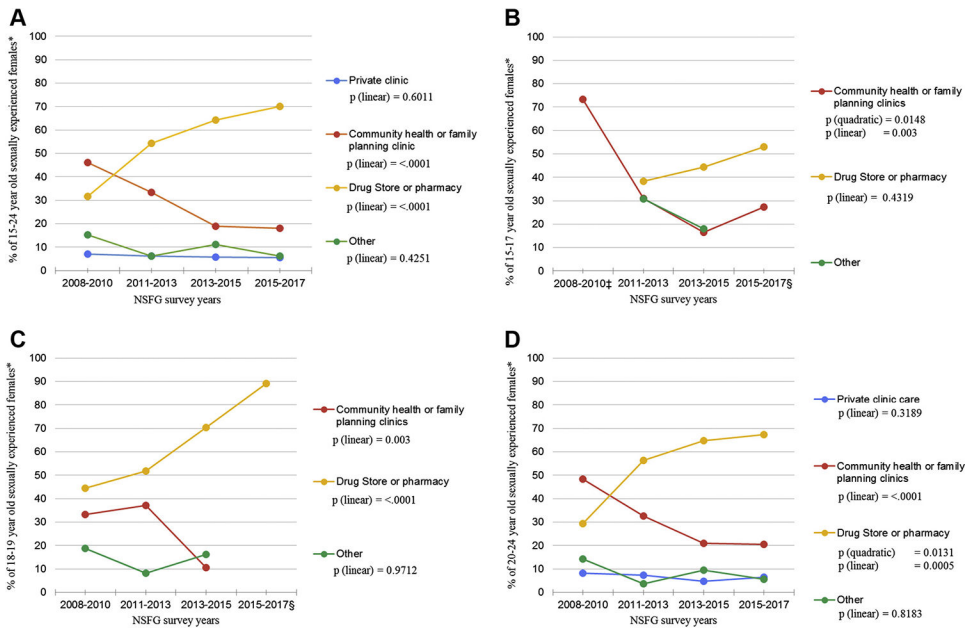 A
% of 15-24 year old sexually experienced females*
100
90
80
70
60
50
40
30
20
10
0
2008-2010 2011-2013 2013-2015 2015-2017
NSFG survey years
Private clinic
p (linear) = 0.6011
Community health or family
planning clinic
p (linear) = <.0001
Drug Store or pharmacy
p (linear) = <.0001
Other
p (linear) = 0.4251
B
% of 15-17 year old sexually experienced females*
100
90
80
70
60
50
40
30
20
10
0
2008-2010‡ 2011-2013 2013-2015 2015-2017§
NSFG survey years
Community health or family
planning clinics
p (quadratic) = 0.0148
p (linear) = 0.003
Drug Store or pharmacy
p (linear) = 0.4319
Other
C
% of 18-19 year old sexually experienced females*
100
90
80
70
60
50
40
30
20
10
0
2008-2010 2011-2013 2013-2015 2015-2017§
NSFG survey years
Community health or family
planning clinics
p (linear) = 0.003
Drug Store or pharmacy
p (linear) = <.0001
Other
p (linear) = 0.9712
D
% of 20-24 year old sexually experienced females*
100
90
80
70
60
50
40
30
20
10
0
2008-2010 2011-2013 2013-2015 2015-2017
NSFG survey years
Private clinic care
p (linear) = 0.3189
Community health or family
planning clinics
p (linear) = <.0001
Drug Store or pharmacy
p (quadratic) = 0.0131
p (linear) = 0.0005
Other
p (linear) = 0.8183